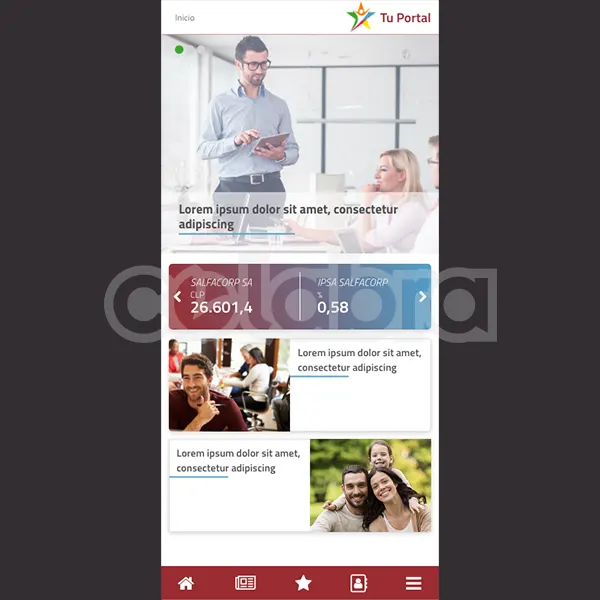 Inicio
Tu Portal
Lorem ipsum dolor sit amet, consectetur
adipiscing
SALFACORP SA
IPSA SALFACORP
CLP
%
26.601,4
0,58
colabra
Lorem ipsum dolor sit amet,
consectetur adipiscing
Lorem ipsum dolor sit amet,
consectetur adipiscing